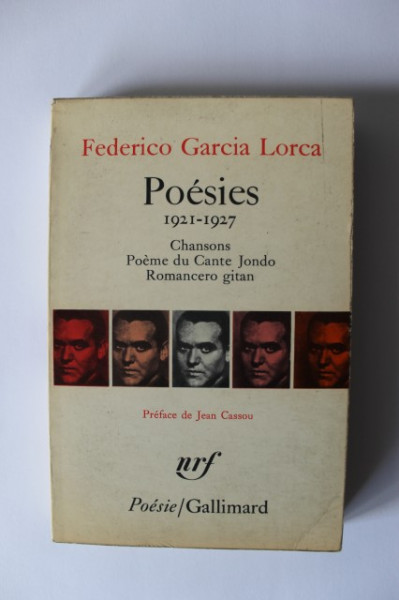 Federico Garcia Lorca
Poésies
1921-1927
Chansons
Poème du Cante Jondo
Romancero gitan
Préface de Jean Cassou
nrf
Poésie/Gallimard